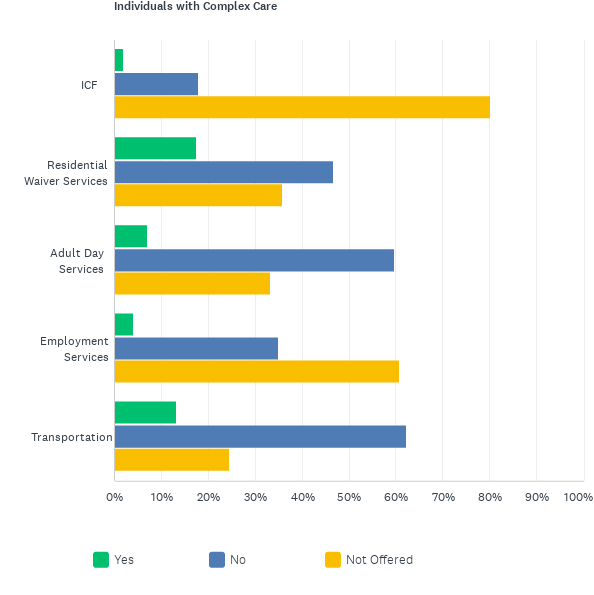 Individuals with Complex Care
ICF
Residential
Waiver Services
Adult Day
Services
Employment
Services
Transportation
0% 10% 20% 30% 40% 50% 60% 70% 80% 90% 100%
Yes No Not Offered